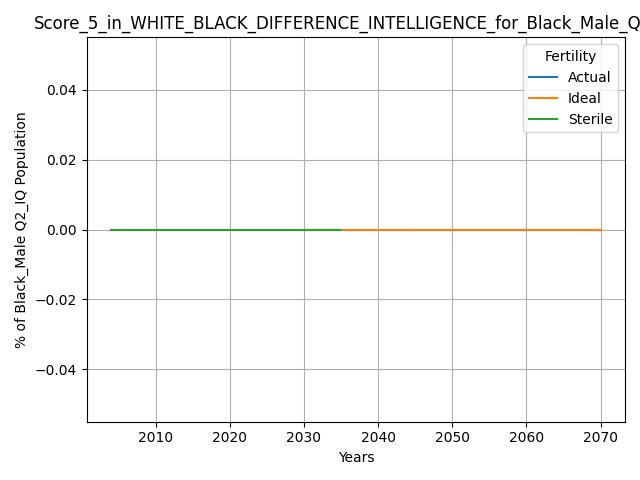 Score_5_in_WHITE_BLACK_DIFFERENCE_INTELLIGENCE_for_Black_Male_Q
Fertility
Actual
Ideal
Sterile
% of Black_Male Q2_IQ Population
0.04
0.02
0.00
−0.02
−0.04
2010 2020 2030 2040 2050 2060 2070
Years